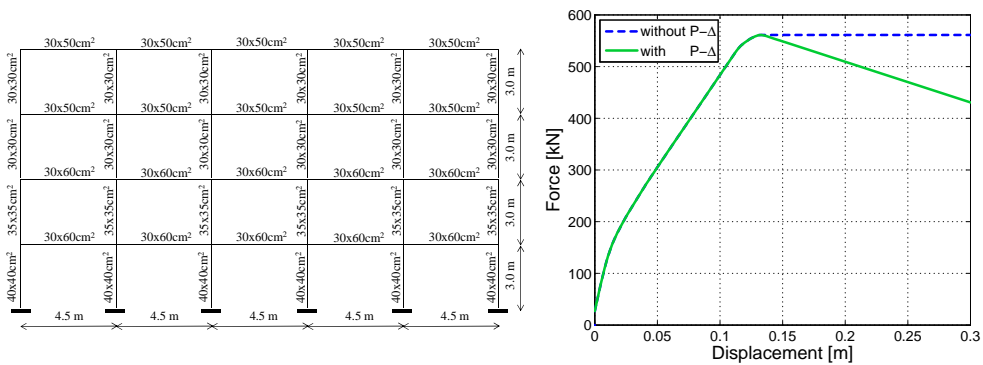 30x50cm² 30x50cm² 30x50cm² 30x50cm² 30x50cm²
30x30cm² 30x30cm² 30x30cm² 30x30cm² 30x30cm² 30x30cm² 3.0 m
30x50cm² 30x50cm² 30x50cm² 30x50cm² 30x50cm²
30x30cm² 30x30cm² 30x30cm² 30x30cm² 30x30cm² 30x30cm² 3.0 m
30x60cm² 30x60cm² 30x60cm² 30x60cm² 30x60cm²
35x35cm² 35x35cm² 35x35cm² 35x35cm² 35x35cm² 35x35cm² 3.0 m
30x60cm² 30x60cm² 30x60cm² 30x60cm² 30x60cm²
40x40cm² 40x40cm² 40x40cm² 40x40cm² 40x40cm² 40x40cm² 3.0 m
4.5 m 4.5 m 4.5 m 4.5 m 4.5 m
without P−Δ
with P−Δ
600
500
400
300
200
100
0
Force [kN]
0 0.05 0.1 0.15 0.2 0.25 0.3
Displacement [m]